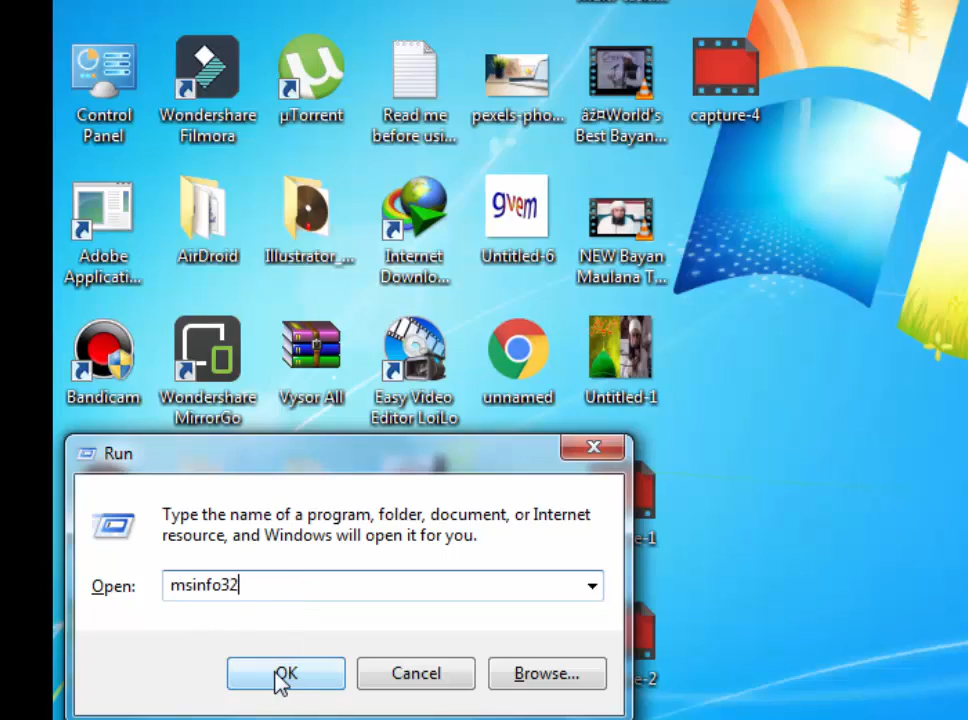 Control
Panel
Wondershare
Filmora
µTorrent
Read me
before usi...
pexels-pho...
World's
Best Bayan...
capture-4
Adobe
Applicati...
AirDroid
Illustrator_...
Internet
Downlo...
gvem
Untitled-6
NEW Bayan
Maulana T...
Bandicam
Wondershare
MirrorGo
Vysor All
Easy Video
Editor LoiLo
unnamed
Untitled-1
Run
Type the name of a program, folder, document, or Internet
resource, and Windows will open it for you.
Open:
msinfo32
OK
Cancel
Browse...
e-1
e-2